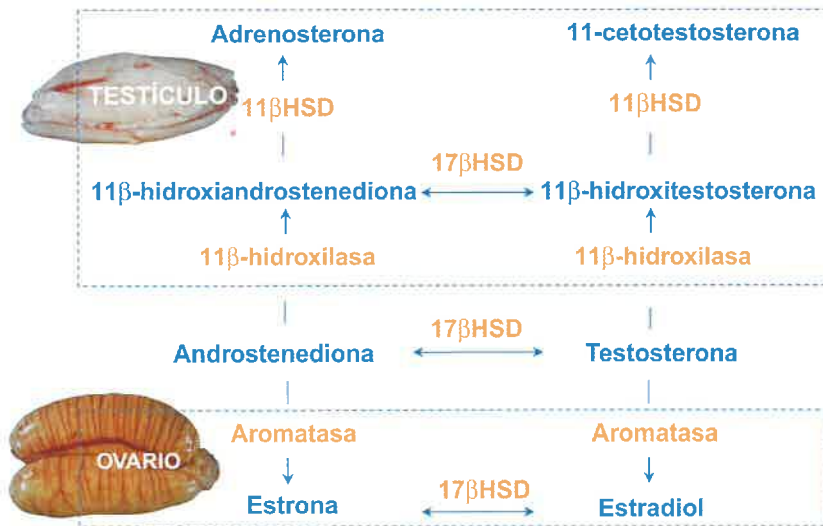 Adrenosterona
11-cetotestosterona
TESTÍCULO
11βHSD
11βHSD
17βHSD
11β-hidroxiandrostenediona
11β-hidroxitestosterona
11β-hidroxilasa
11β-hidroxilasa
17βHSD
Androstenediona
Testosterona
Aromatasa
Aromatasa
OVARIO
17βHSD
Estrona
Estradiol